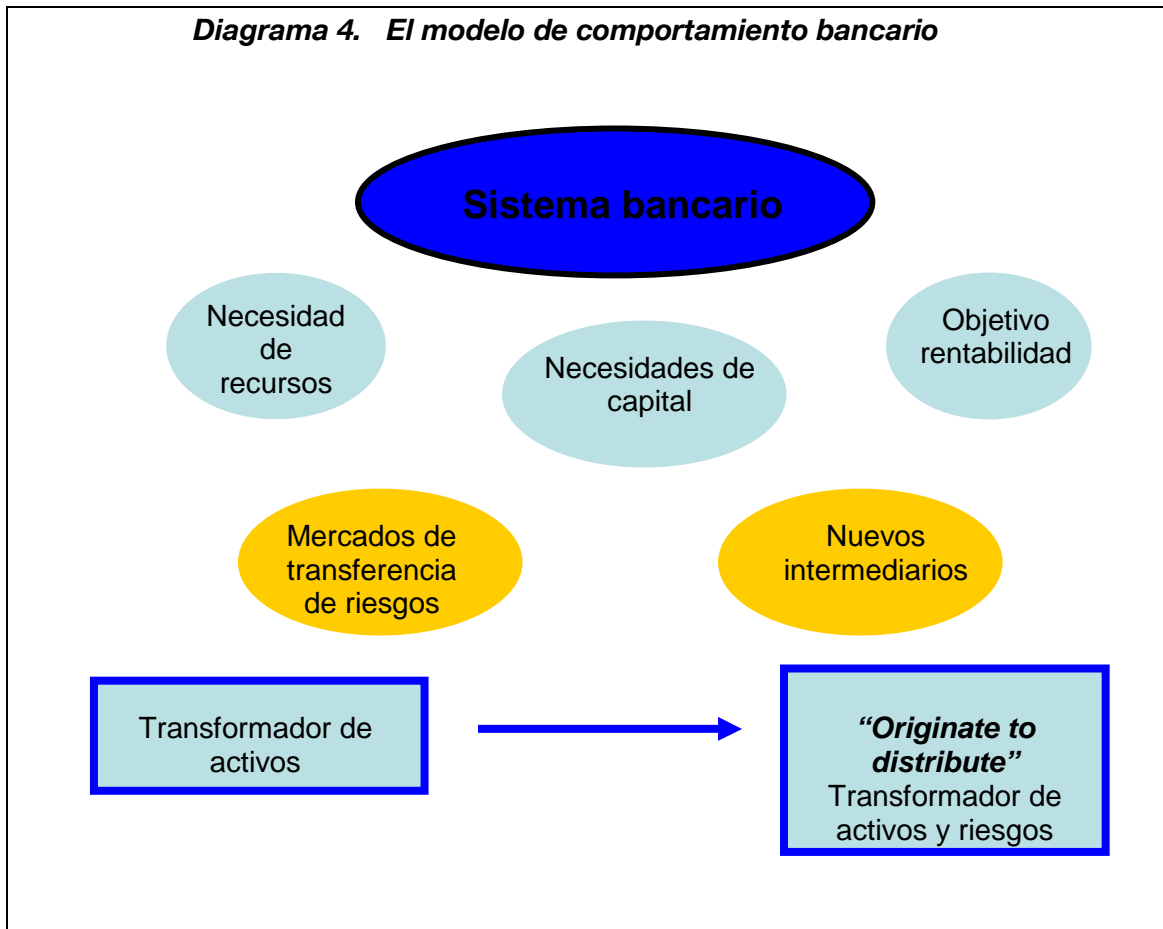 Diagrama 4. El modelo de comportamiento bancario
Sistema bancario
Necesidad
de
recursos
Necesidades de
capital
Objetivo
rentabilidad
Mercados de
transferencia
de riesgos
Nuevos
intermediarios
Transformador de
activos
“Originate to
distribute”
Transformador de
activos y riesgos